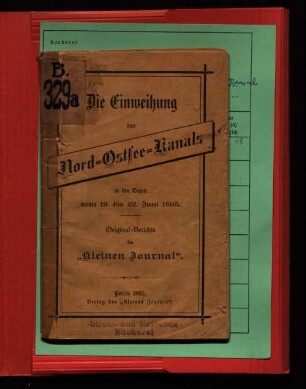 Bücherei
B.
329a
Die Einweihung
des
Nord=Ostsee=Kanals
in den Tagen
vom 19. bis 22. Juni 1895.
Original=Berichte
des
„Kleinen Journal“.
Berlin 1895.
Verlag des „Kleinen Journal“.
Bücherei